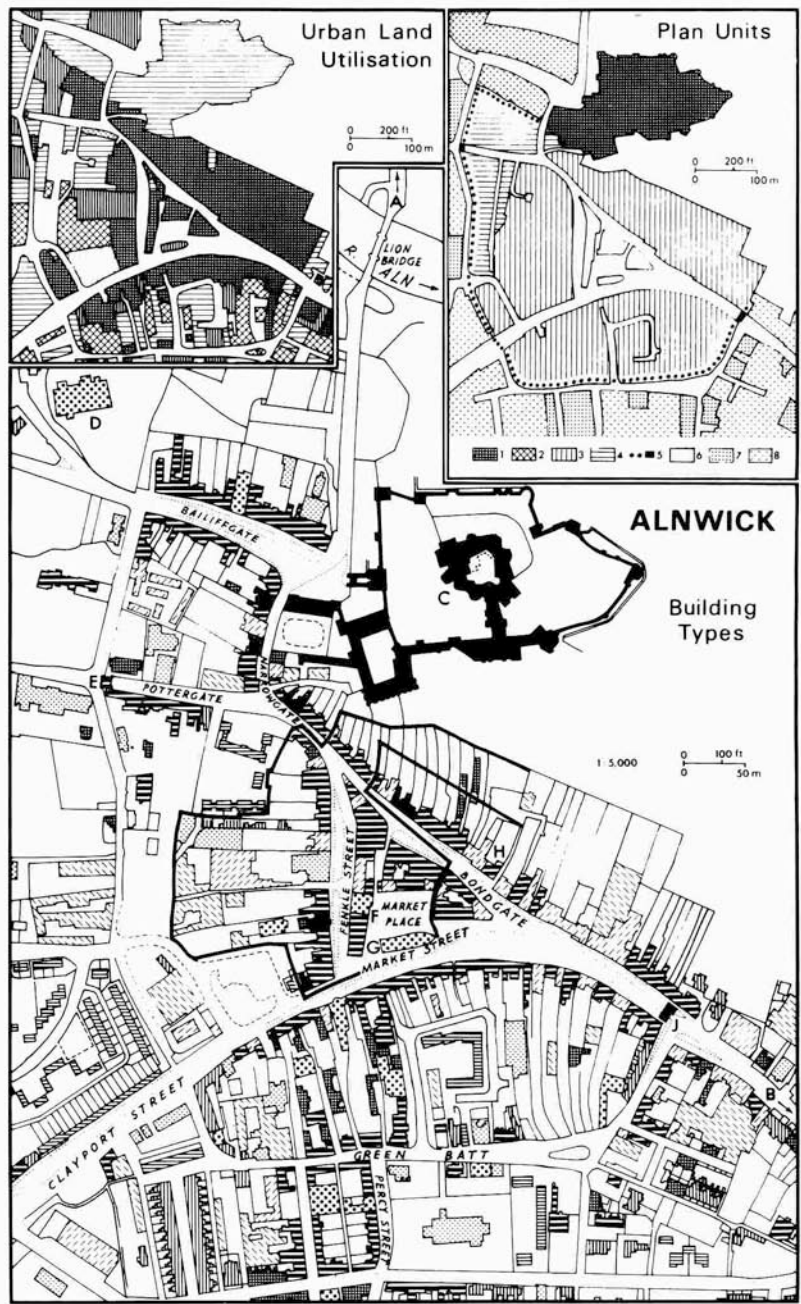 Urban Land
Utilisation
0 200 ft
0 100 m
Plan Units
0 200 ft
0 100 m
1 2 3 4 5 6 7 8
A
LION
BRIDGE
R. ALN
D
BAILIFFGATE
ALNWICK
C
Building
Types
E
POTTERGATE
NARROWGATE
1:5,000
0 100 ft
0 50 m
FENKLE STREET
H
BONDGATE
F
MARKET
PLACE
G
MARKET STREET
J
B
CLAYPORT STREET
GREEN BATT
PERCY STREET